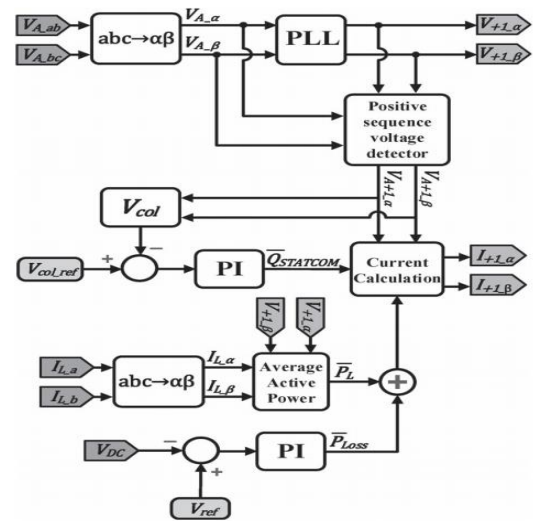 V_A_ab
V_A_bc
abc→αβ
V_A_α
V_A_β
PLL
V_+1_α
V_+1_β
Positive
sequence
voltage
detector
V_A+1_α
V_A+1_β
V_col
V_col_ref
+
−
PI
Q̅_STATCOM
Current
Calculation
I_+1_α
I_+1_β
V_+1_β
V_+1_α
I_L_a
I_L_b
abc→αβ
I_L_α
I_L_β
Average
Active
Power
P̅_L
+
V_DC
−
+
PI
P̅_Loss
V_ref